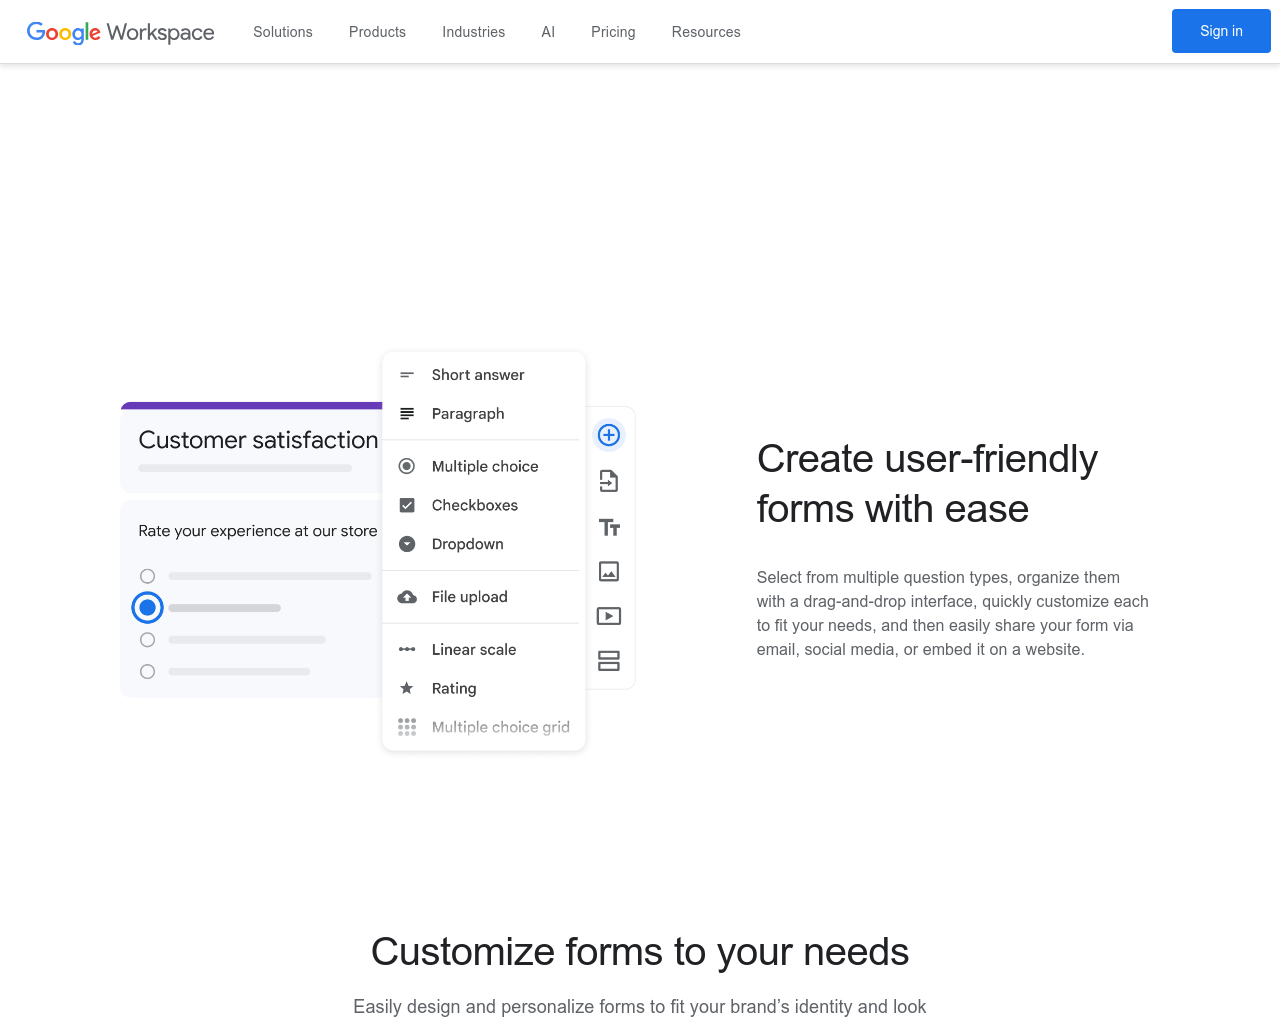 Google Workspace
Solutions
Products
Industries
AI
Pricing
Resources
Sign in
Customer satisfaction
Rate your experience at our store
Short answer
Paragraph
Multiple choice
Checkboxes
Dropdown
File upload
Linear scale
Rating
Multiple choice grid
Tт
Create user-friendly
forms with ease
Select from multiple question types, organize them
with a drag-and-drop interface, quickly customize each
to fit your needs, and then easily share your form via
email, social media, or embed it on a website.
Customize forms to your needs
Easily design and personalize forms to fit your brand’s identity and look